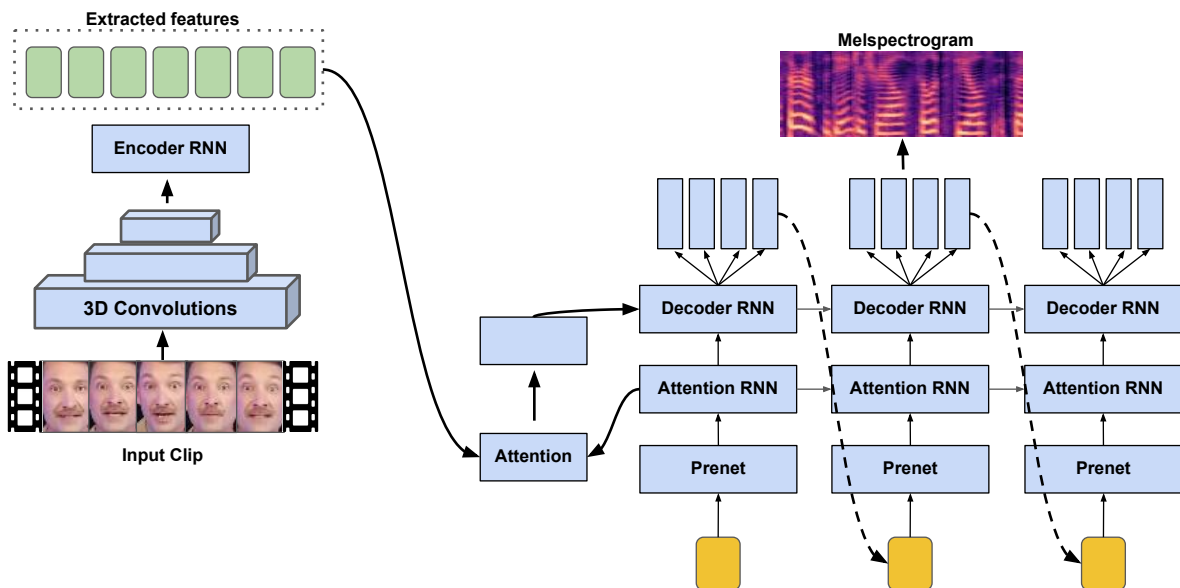 Extracted features
Encoder RNN
3D Convolutions
Input Clip
Melspectrogram
Decoder RNN
Decoder RNN
Decoder RNN
Attention RNN
Attention RNN
Attention RNN
Attention
Prenet
Prenet
Prenet